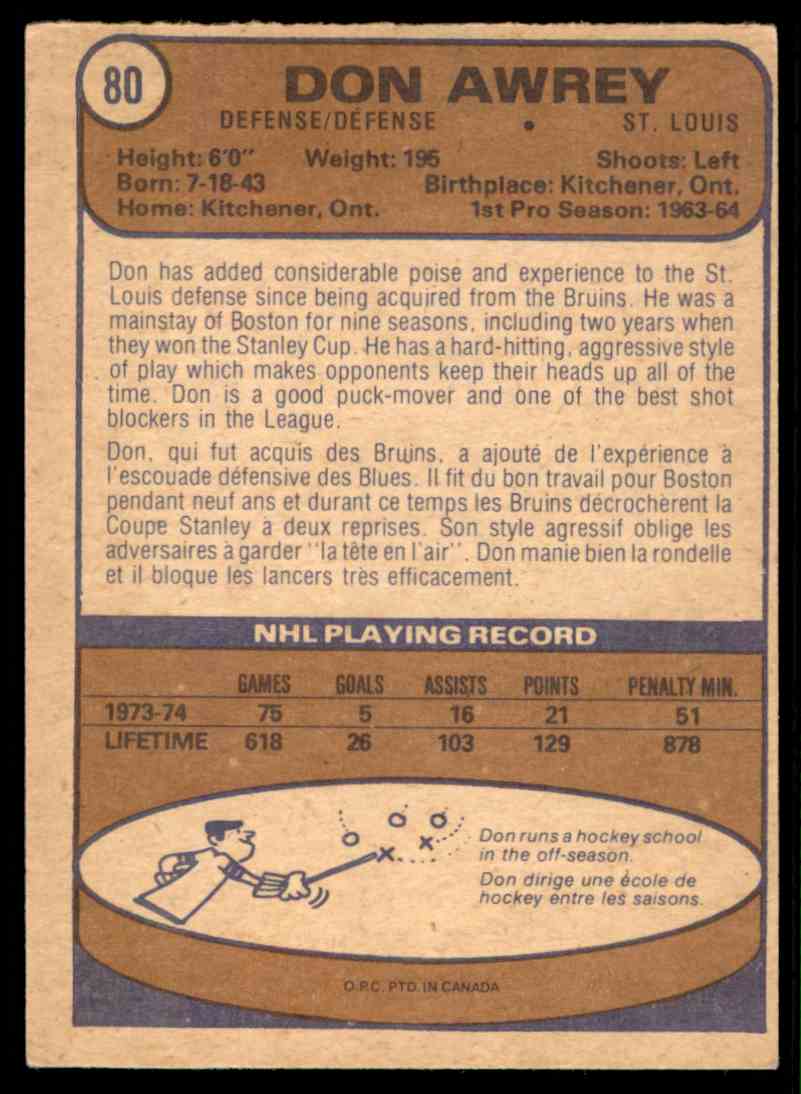 80
DON AWREY
DEFENSE/DÉFENSE • ST. LOUIS
Height: 6'0" Weight: 195 Shoots: Left
Born: 7-18-43 Birthplace: Kitchener, Ont.
Home: Kitchener, Ont. 1st Pro Season: 1963-64
Don has added considerable poise and experience to the St.
Louis defense since being acquired from the Bruins. He was a
mainstay of Boston for nine seasons, including two years when
they won the Stanley Cup. He has a hard-hitting, aggressive style
of play which makes opponents keep their heads up all of the
time. Don is a good puck-mover and one of the best shot
blockers in the League.
Don, qui fut acquis des Bruins, a ajouté de l'expérience à
l'escouade défensive des Blues. Il fit du bon travail pour Boston
pendant neuf ans et durant ce temps les Bruins décrochèrent la
Coupe Stanley à deux reprises. Son style agressif oblige les
adversaires à garder "la tête en l'air". Don manie bien la rondelle
et il bloque les lancers très efficacement.
NHL PLAYING RECORD
GAMES GOALS ASSISTS POINTS PENALTY MIN.
1973-74 75 5 16 21 51
LIFETIME 618 26 103 129 878
Don runs a hockey school
in the off-season.
Don dirige une école de
hockey entre les saisons.
O.P.C. PTD. IN CANADA